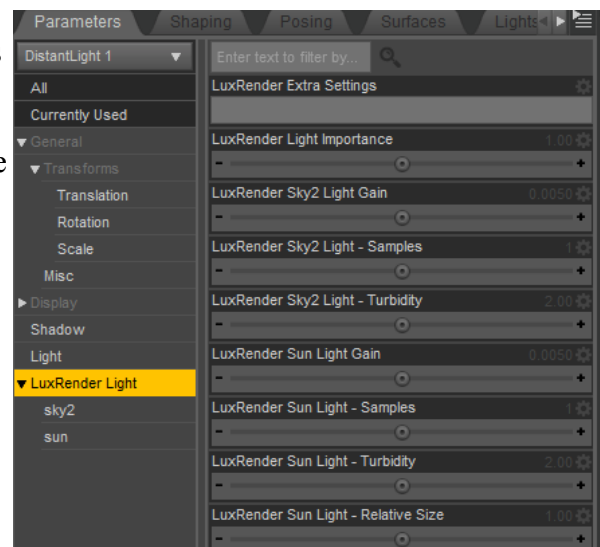 Parameters Shaping Posing Surfaces Lights
DistantLight 1
Enter text to filter by...
All
Currently Used
General
Transforms
Translation
Rotation
Scale
Misc
Display
Shadow
Light
LuxRender Light
sky2
sun
LuxRender Extra Settings
LuxRender Light Importance 1.00
LuxRender Sky2 Light Gain 0.0050
LuxRender Sky2 Light - Samples 1
LuxRender Sky2 Light - Turbidity 2.00
LuxRender Sun Light Gain 0.0050
LuxRender Sun Light - Samples 1
LuxRender Sun Light - Turbidity 2.00
LuxRender Sun Light - Relative Size 1.00